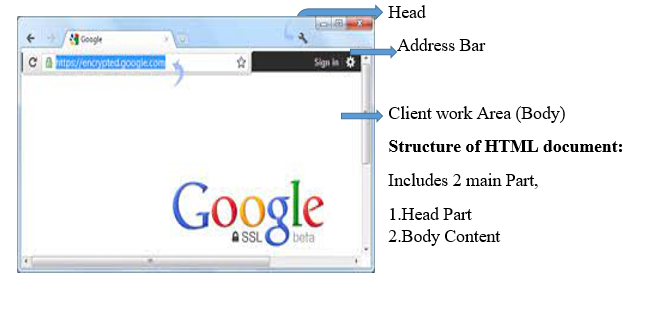 Head
Google
Address Bar
https://encrypted.google.com
Sign in
Client work Area (Body)
Structure of HTML document:
Includes 2 main Part,
Google
SSL beta
1.Head Part
2.Body Content